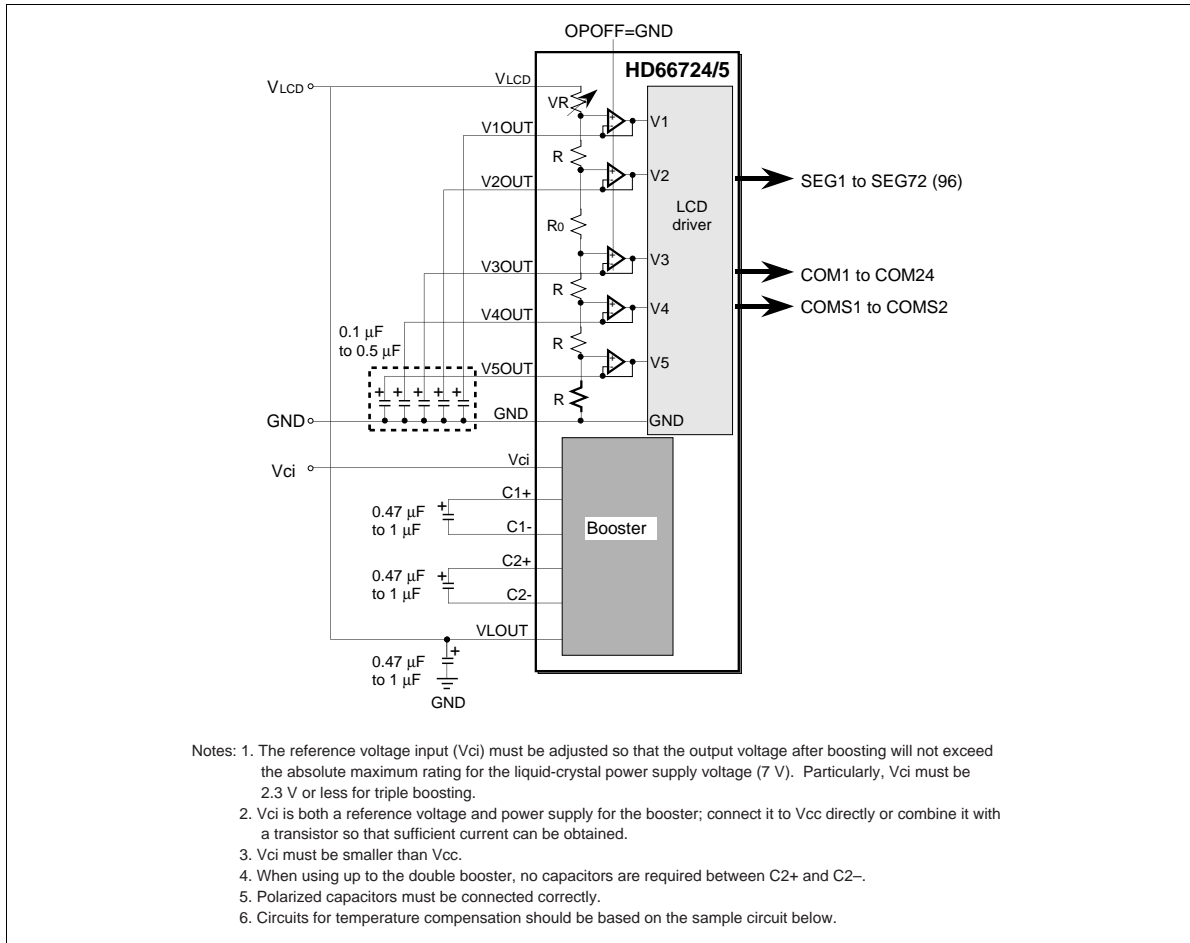 OPOFF=GND
HD66724/5
VLCD
VLCD
VR
V1OUT
V1
R
V2OUT
V2
SEG1 to SEG72 (96)
LCD
driver
R0
V3OUT
V3
COM1 to COM24
R
V4OUT
V4
COMS1 to COMS2
0.1 μF
to 0.5 μF
R
V5OUT
V5
R
GND
GND
GND
Vci
Vci
C1+
0.47 μF
to 1 μF
C1-
Booster
C2+
0.47 μF
to 1 μF
C2-
VLOUT
0.47 μF
to 1 μF
GND
Notes: 1. The reference voltage input (Vci) must be adjusted so that the output voltage after boosting will not exceed
the absolute maximum rating for the liquid-crystal power supply voltage (7 V). Particularly, Vci must be
2.3 V or less for triple boosting.
2. Vci is both a reference voltage and power supply for the booster; connect it to Vcc directly or combine it with
a transistor so that sufficient current can be obtained.
3. Vci must be smaller than Vcc.
4. When using up to the double booster, no capacitors are required between C2+ and C2–.
5. Polarized capacitors must be connected correctly.
6. Circuits for temperature compensation should be based on the sample circuit below.